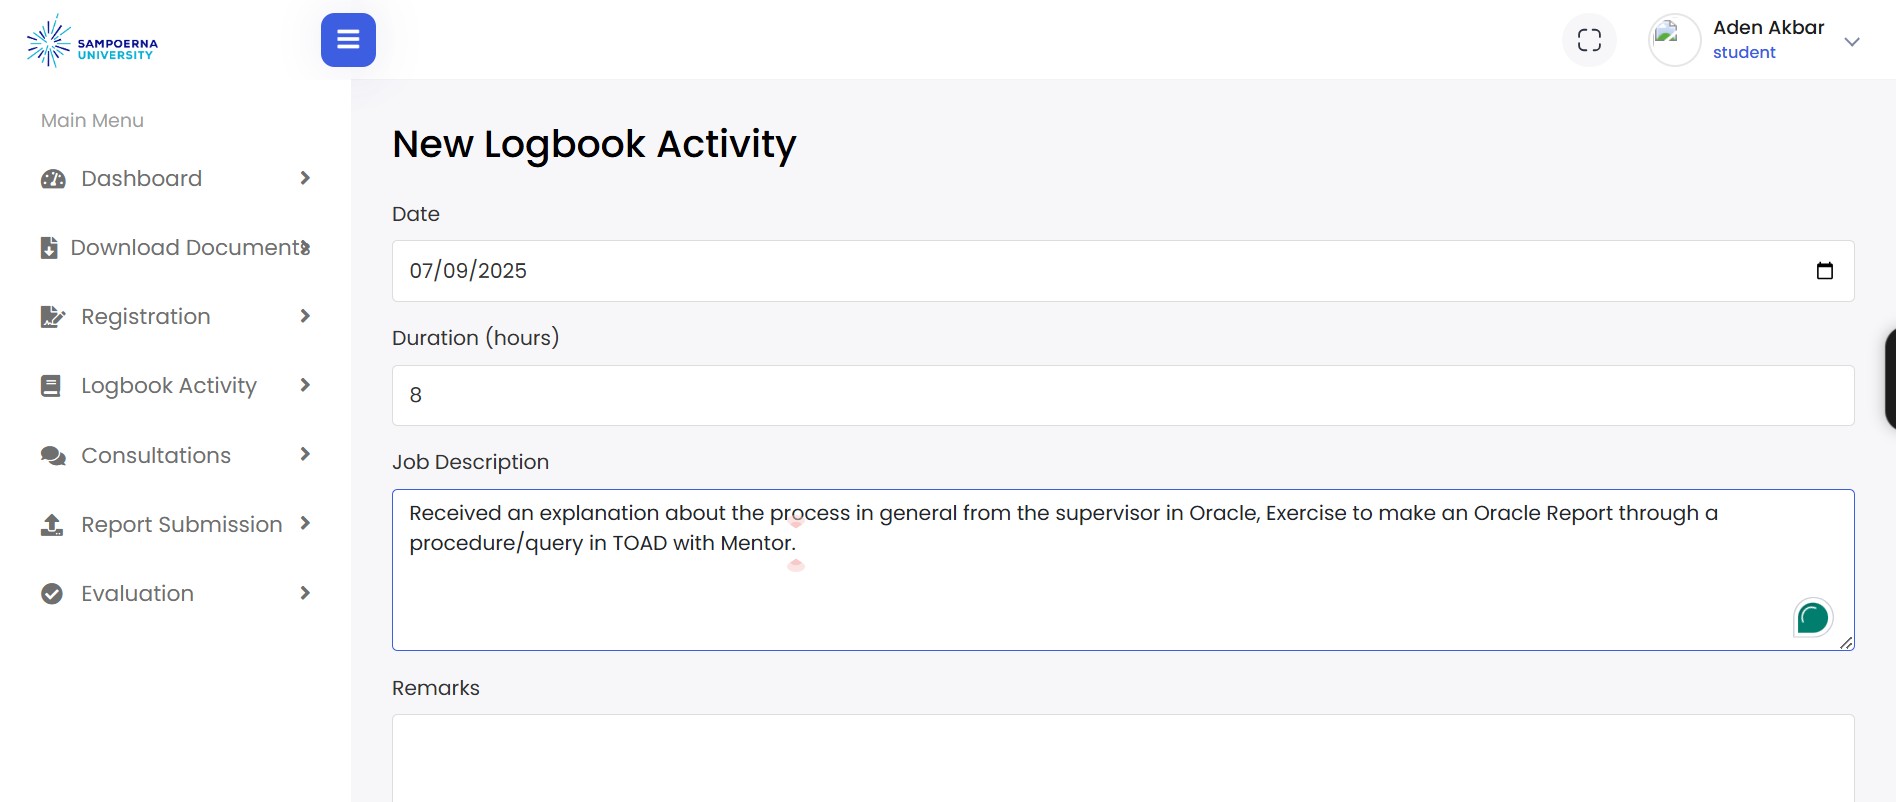 SAMPOERNA
UNIVERSITY
Aden Akbar
student
Main Menu
Dashboard
Download Documents
Registration
Logbook Activity
Consultations
Report Submission
Evaluation
New Logbook Activity
Date
07/09/2025
Duration (hours)
8
Job Description
Received an explanation about the process in general from the supervisor in Oracle, Exercise to make an Oracle Report through a
procedure/query in TOAD with Mentor.
Remarks